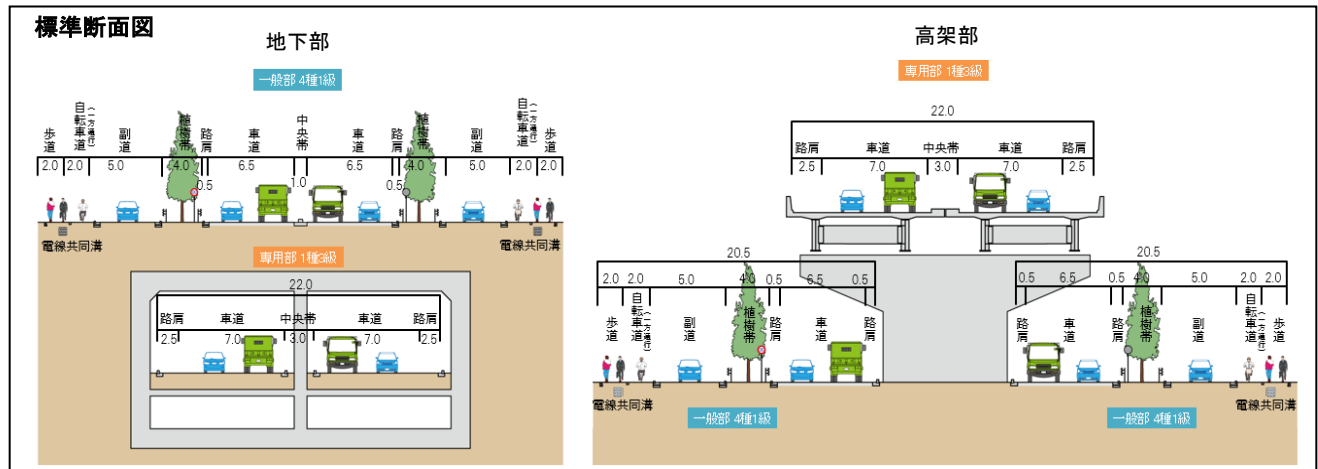 標準断面図
地下部
一般部 4種1級
歩道 自転車道(一方通行) 副道 植樹帯 路肩 車道 中央帯 車道 路肩 植樹帯 副道 自転車道(一方通行) 歩道
2.0 2.0 5.0 4.0 0.5 6.5 1.0 6.5 0.5 4.0 5.0 2.0 2.0
電線共同溝 電線共同溝
専用部 1種3級
22.0
路肩 車道 中央帯 車道 路肩
2.5 7.0 3.0 7.0 2.5
高架部
専用部 1種3級
22.0
路肩 車道 中央帯 車道 路肩
2.5 7.0 3.0 7.0 2.5
20.5 20.5
2.0 2.0 5.0 4.0 0.5 6.5 0.5 0.5 6.5 0.5 4.0 5.0 2.0 2.0
歩道 自転車道(一方通行) 副道 植樹帯 路肩 車道 路肩 路肩 車道 路肩 植樹帯 副道 自転車道(一方通行) 歩道
電線共同溝 電線共同溝
一般部 4種1級 一般部 4種1級